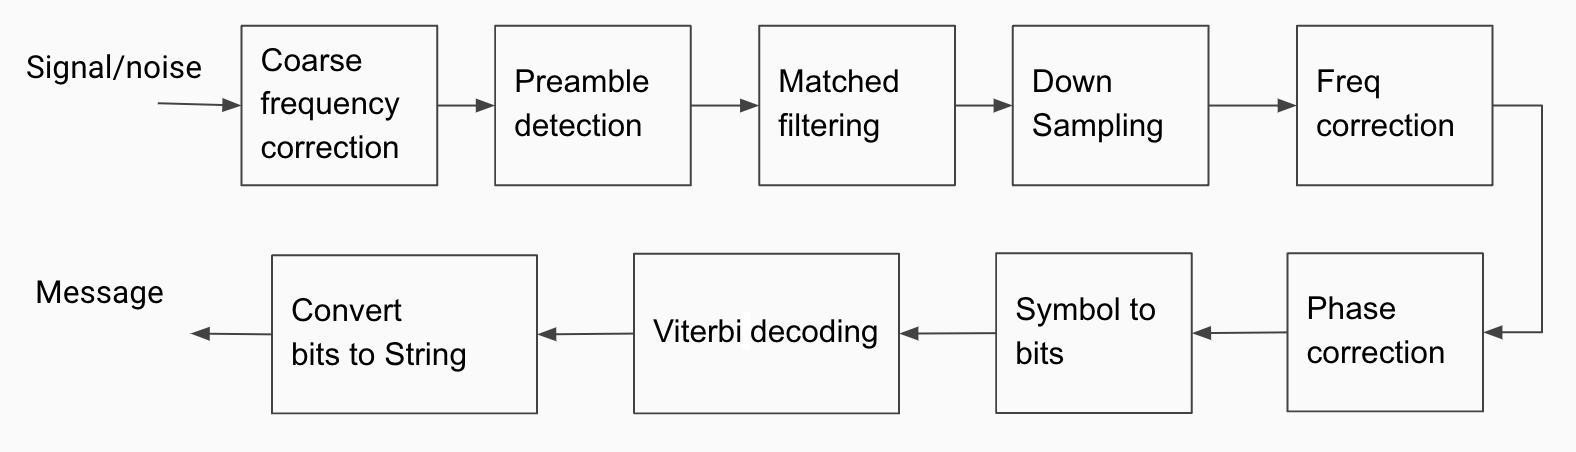 Signal/noise
Coarse
frequency
correction
Preamble
detection
Matched
filtering
Down
Sampling
Freq
correction
Message
Convert
bits to String
Viterbi decoding
Symbol to
bits
Phase
correction